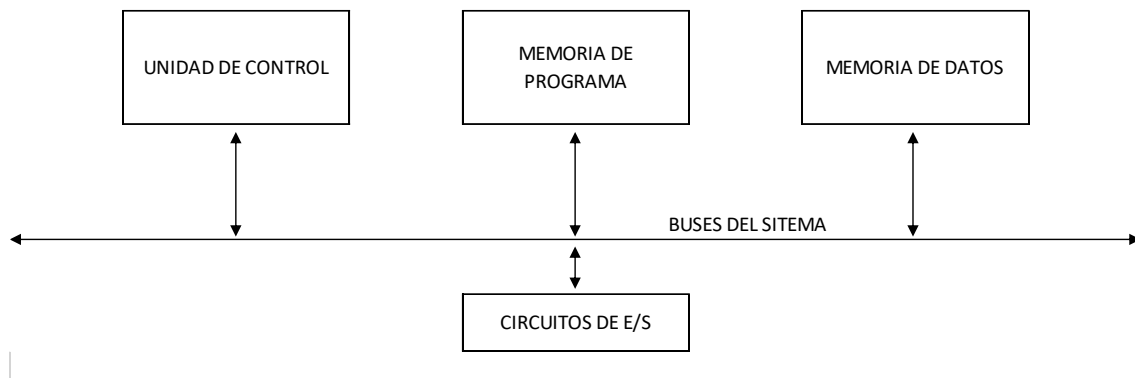 UNIDAD DE CONTROL
MEMORIA DE
PROGRAMA
MEMORIA DE DATOS
BUSES DEL SITEMA
CIRCUITOS DE E/S